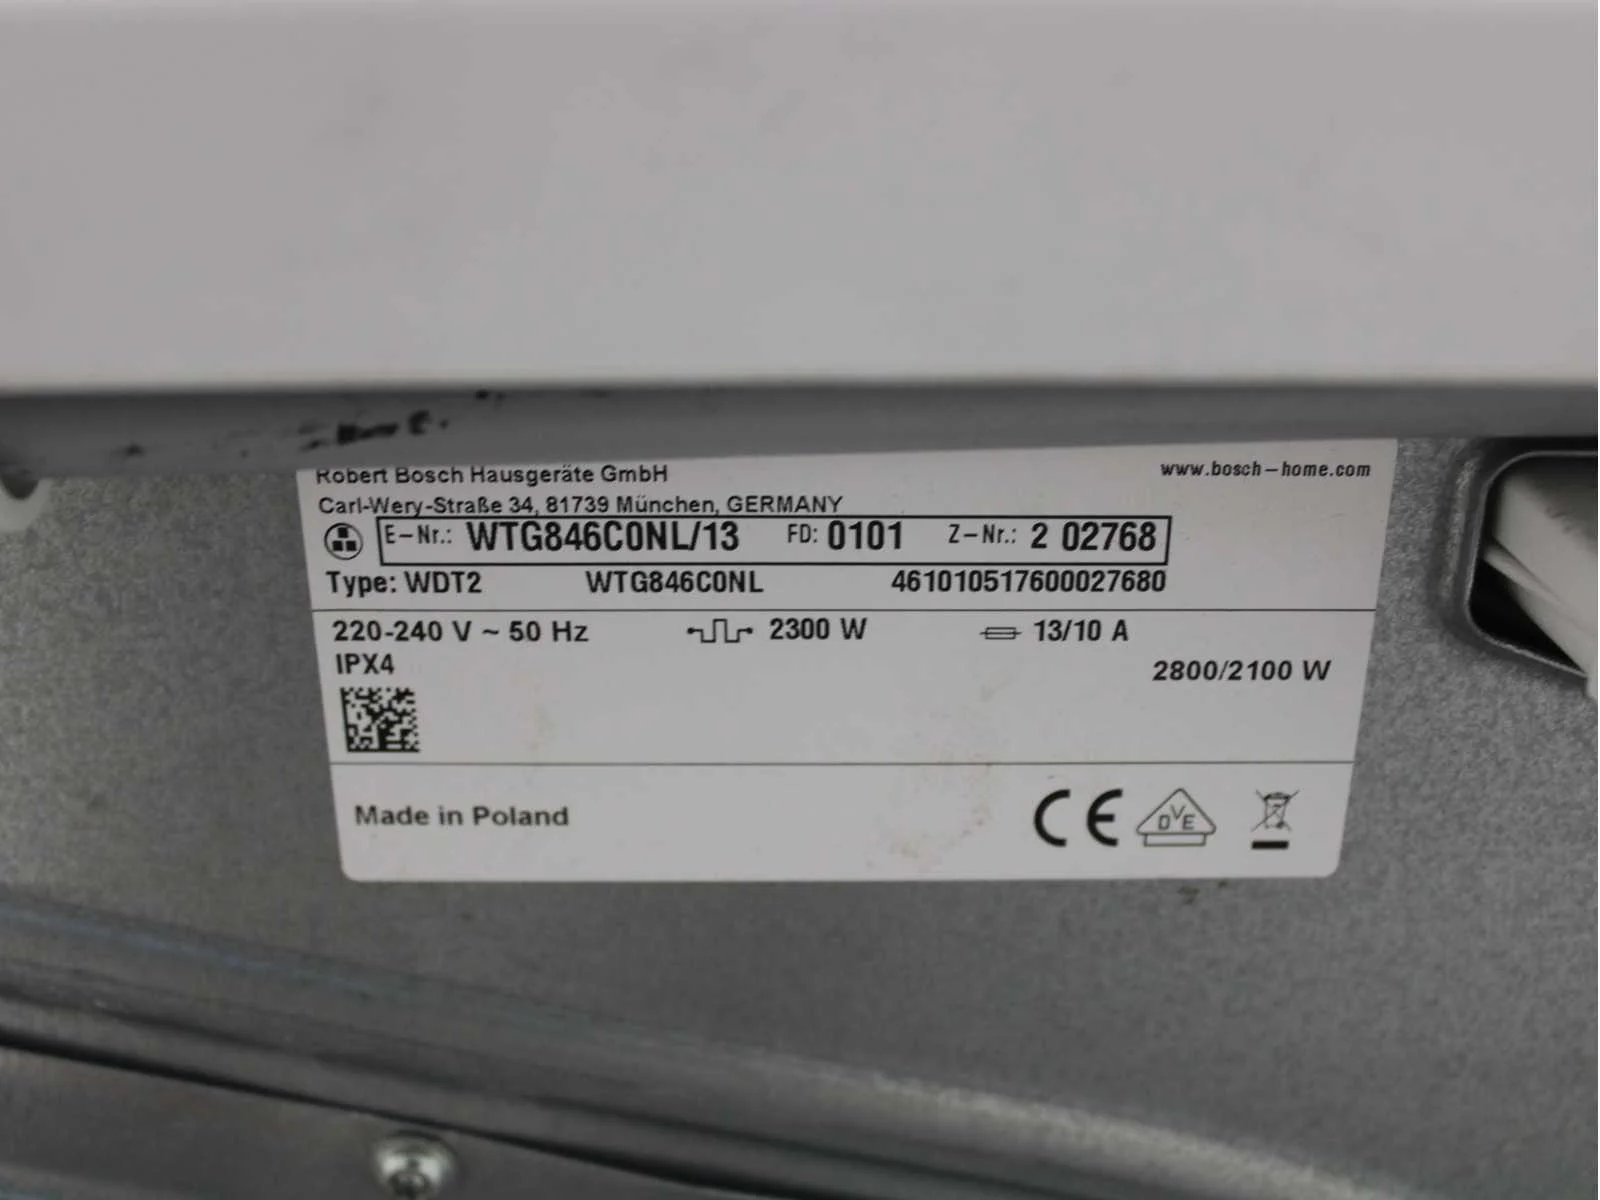 Robert Bosch Hausgeräte GmbH
www.bosch-home.com
Carl-Wery-Straße 34, 81739 München, GERMANY
E-Nr.: WTG846C0NL/13 FD: 0101 Z-Nr.: 2 02768
Type: WDT2 WTG846C0NL 461010517600027680
220-240 V ~ 50 Hz 2300 W 13/10 A
IPX4
2800/2100 W
Made in Poland
CE DVE